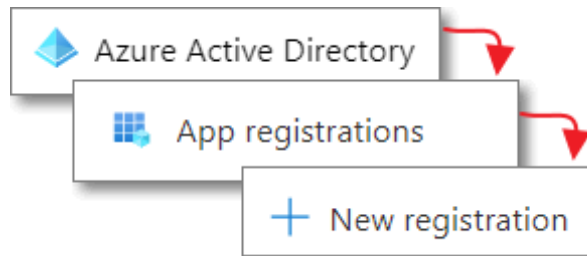 Azure Active Directory
App registrations
New registration